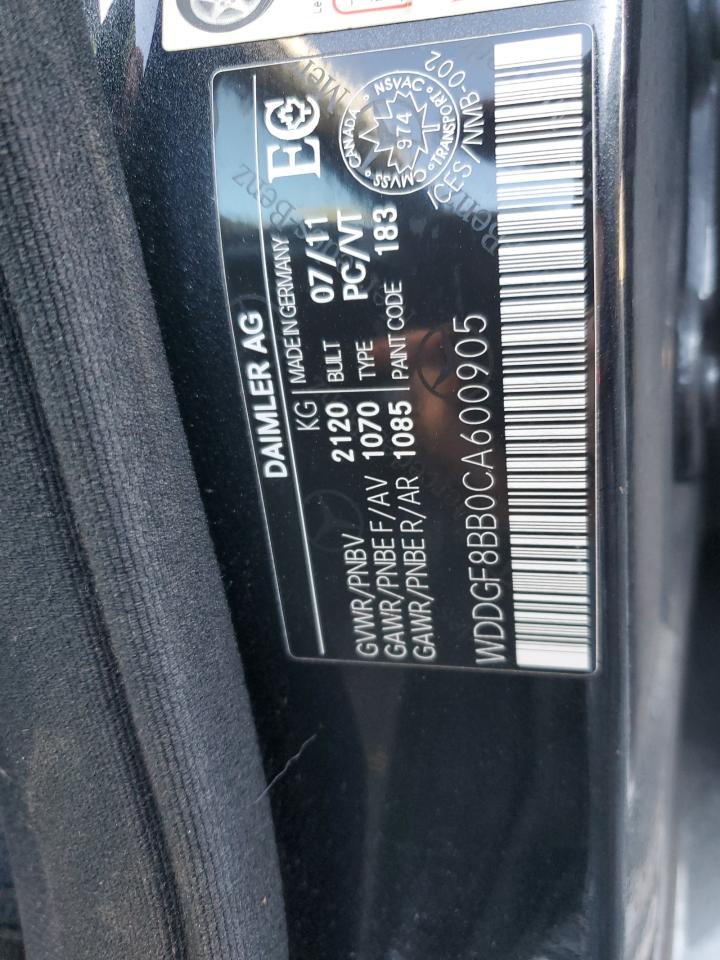 DAIMLER AG
KG MADE IN GERMANY
GVWR/PNBV 2120 BUILT 07/11
GAWR/PNBE F/AV 1070 TYPE PC/VT
GAWR/PNBE R/AR 1085 PAINT CODE 183
EC
CANADA NSVAC
974
CMVSS TRANSPORT
ICES/NMB-002
WDDGF8BB0CA600905